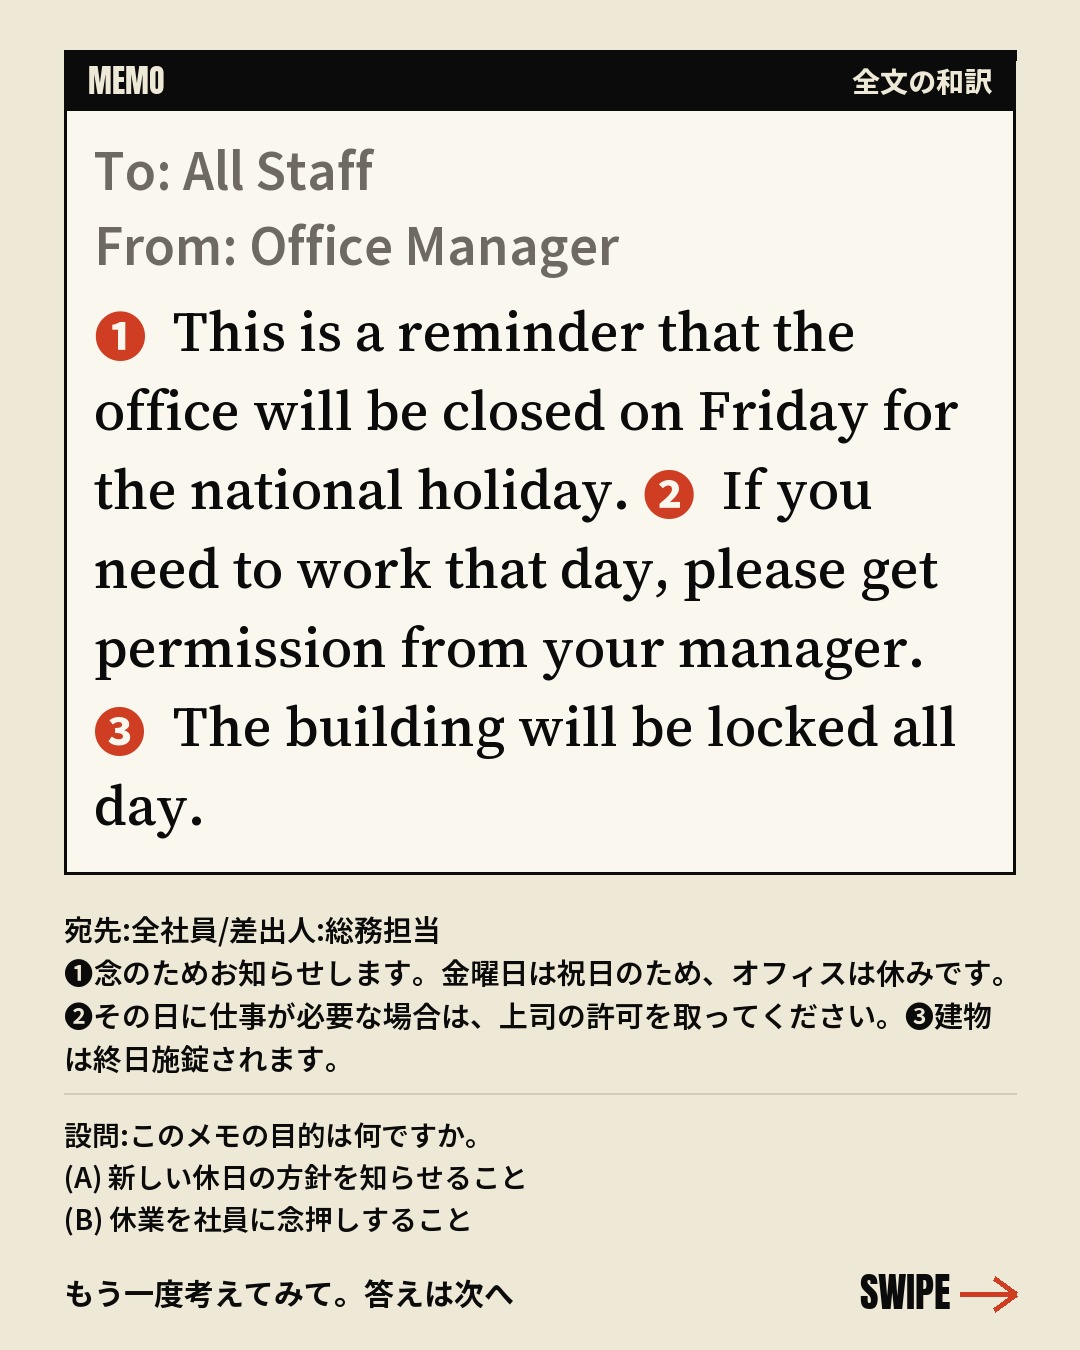 MEMO 全文の和訳
To: All Staff
From: Office Manager
❶ This is a reminder that the
office will be closed on Friday for
the national holiday. ❷ If you
need to work that day, please get
permission from your manager.
❸ The building will be locked all
day.
宛先:全社員/差出人:総務担当
❶念のためお知らせします。金曜日は祝日のため、オフィスは休みです。
❷その日に仕事が必要な場合は、上司の許可を取ってください。❸建物
は終日施錠されます。
設問:このメモの目的は何ですか。
(A) 新しい休日の方針を知らせること
(B) 休業を社員に念押しすること
もう一度考えてみて。答えは次へ SWIPE